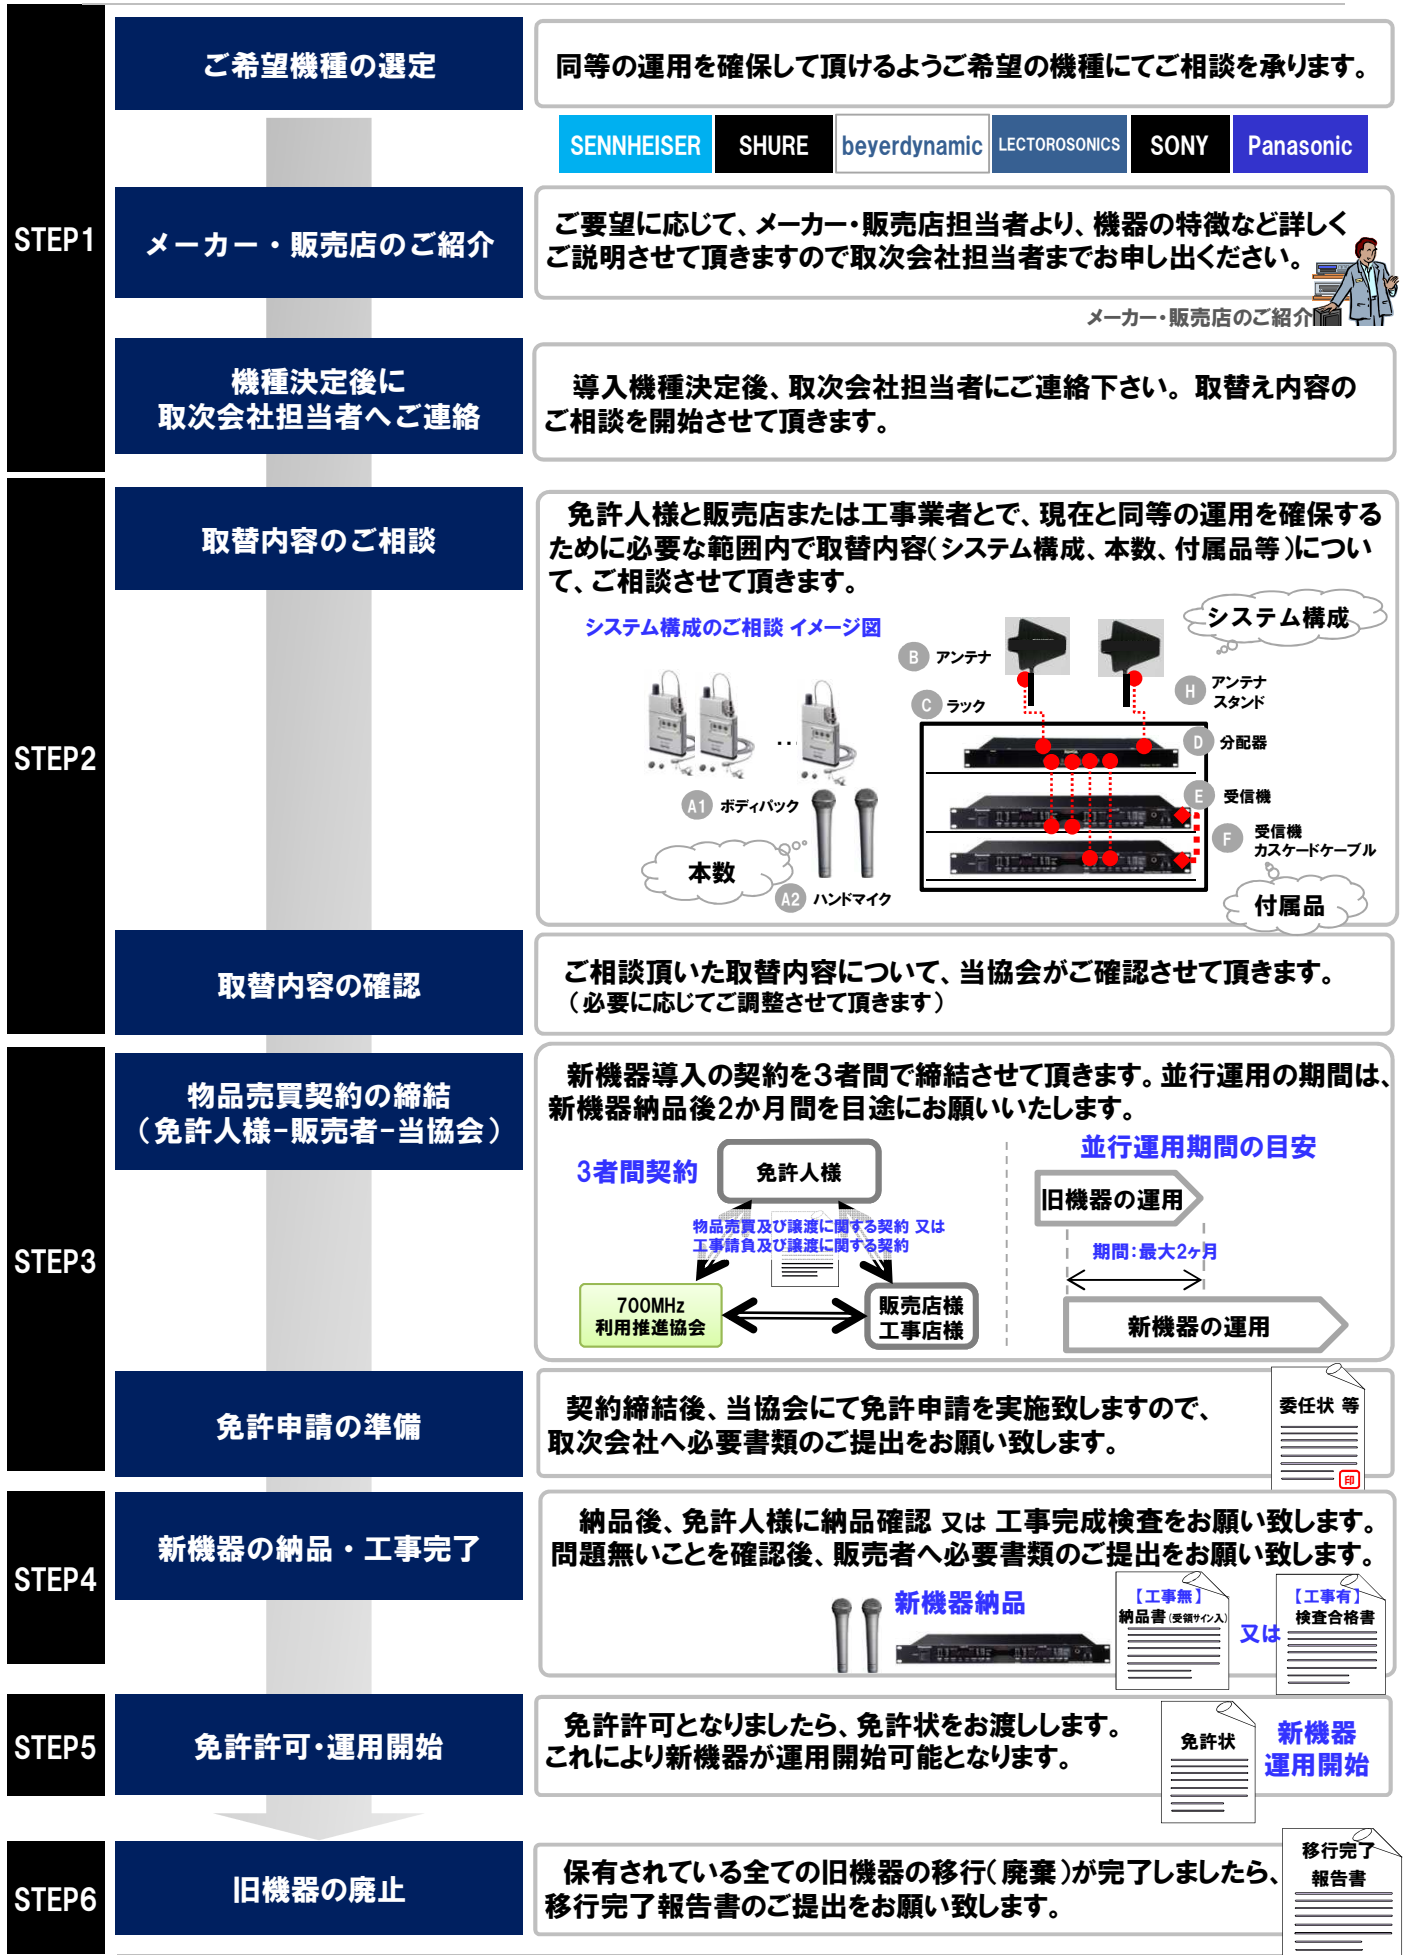 STEP1
ご希望機種の選定
同等の運用を確保して頂けるようご希望の機種にてご相談を承ります。
SENNHEISER
SHURE
beyerdynamic
LECTOROSONICS
SONY
Panasonic
メーカー・販売店のご紹介
ご要望に応じて、メーカー・販売店担当者より、機器の特徴など詳しく
ご説明させて頂きますので取次会社担当者までお申し出ください。
メーカー・販売店のご紹介
機種決定後に
取次会社担当者へご連絡
導入機種決定後、取次会社担当者にご連絡下さい。取替え内容の
ご相談を開始させて頂きます。
STEP2
取替内容のご相談
免許人様と販売店または工事業者とで、現在と同等の運用を確保する
ために必要な範囲内で取替内容(システム構成、本数、付属品等)につい
て、ご相談させて頂きます。
システム構成のご相談 イメージ図
システム構成
B アンテナ
H アンテナ
スタンド
C ラック
D 分配器
E 受信機
F 受信機
カスケードケーブル
…
A1 ボディパック
本数
A2 ハンドマイク
付属品
取替内容の確認
ご相談頂いた取替内容について、当協会がご確認させて頂きます。
(必要に応じてご調整させて頂きます)
STEP3
物品売買契約の締結
(免許人様-販売者-当協会)
新機器導入の契約を3者間で締結させて頂きます。並行運用の期間は、
新機器納品後2か月間を目途にお願いいたします。
3者間契約
免許人様
物品売買及び譲渡に関する契約 又は
工事請負及び譲渡に関する契約
700MHz
利用推進協会
販売店様
工事店様
並行運用期間の目安
旧機器の運用
期間:最大2ヶ月
新機器の運用
免許申請の準備
契約締結後、当協会にて免許申請を実施致しますので、
取次会社へ必要書類のご提出をお願い致します。
委任状 等
印
STEP4
新機器の納品・工事完了
納品後、免許人様に納品確認 又は 工事完成検査をお願い致します。
問題無いことを確認後、販売者へ必要書類のご提出をお願い致します。
新機器納品
【工事無】
納品書(受領サイン入)
又は
【工事有】
検査合格書
STEP5
免許許可・運用開始
免許許可となりましたら、免許状をお渡しします。
これにより新機器が運用開始可能となります。
免許状
新機器
運用開始
STEP6
旧機器の廃止
保有されている全ての旧機器の移行(廃棄)が完了しましたら、
移行完了報告書のご提出をお願い致します。
移行完了
報告書